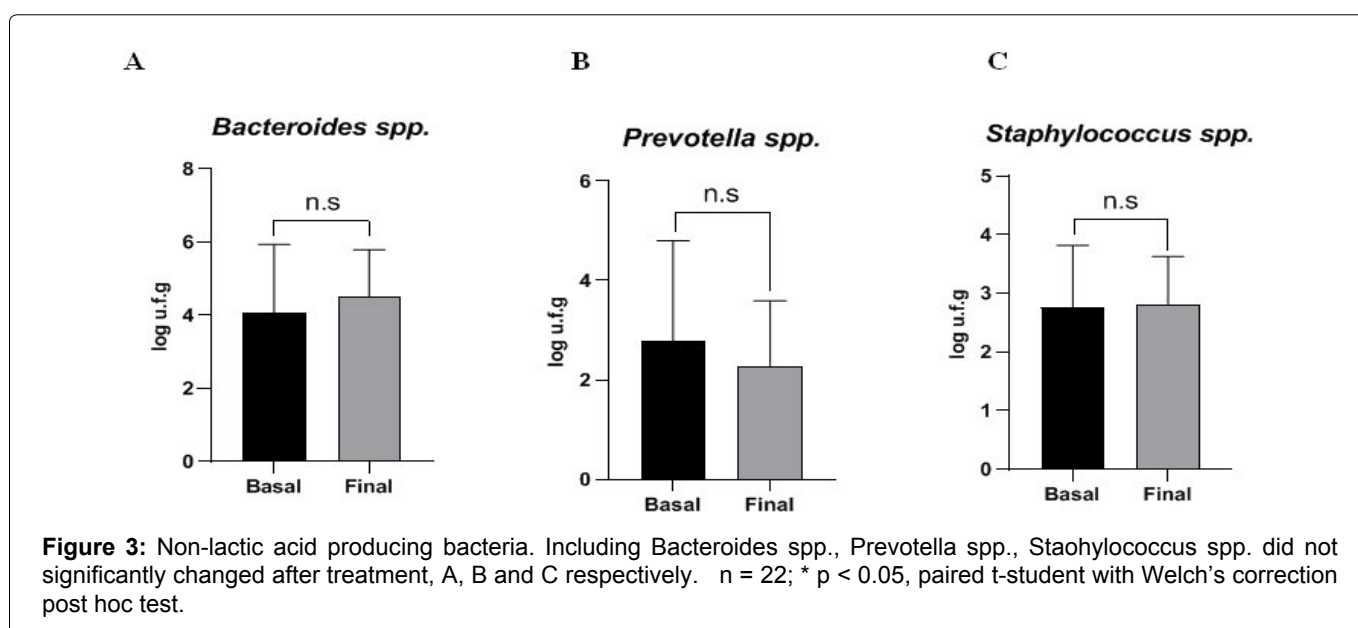 A
B
C
Bacteroides spp.
Prevotella spp.
Staphylococcus spp.
8
6
4
2
0
log u.f.g
n.s
Basal Final
6
4
2
0
log u.f.g
n.s
Basal Final
5
4
3
2
1
0
log u.f.g
n.s
Basal Final
Figure 3: Non-lactic acid producing bacteria. Including Bacteroides spp., Prevotella spp., Staohylococcus spp. did not
significantly changed after treatment, A, B and C respectively. n = 22; * p < 0.05, paired t-student with Welch's correction
post hoc test.